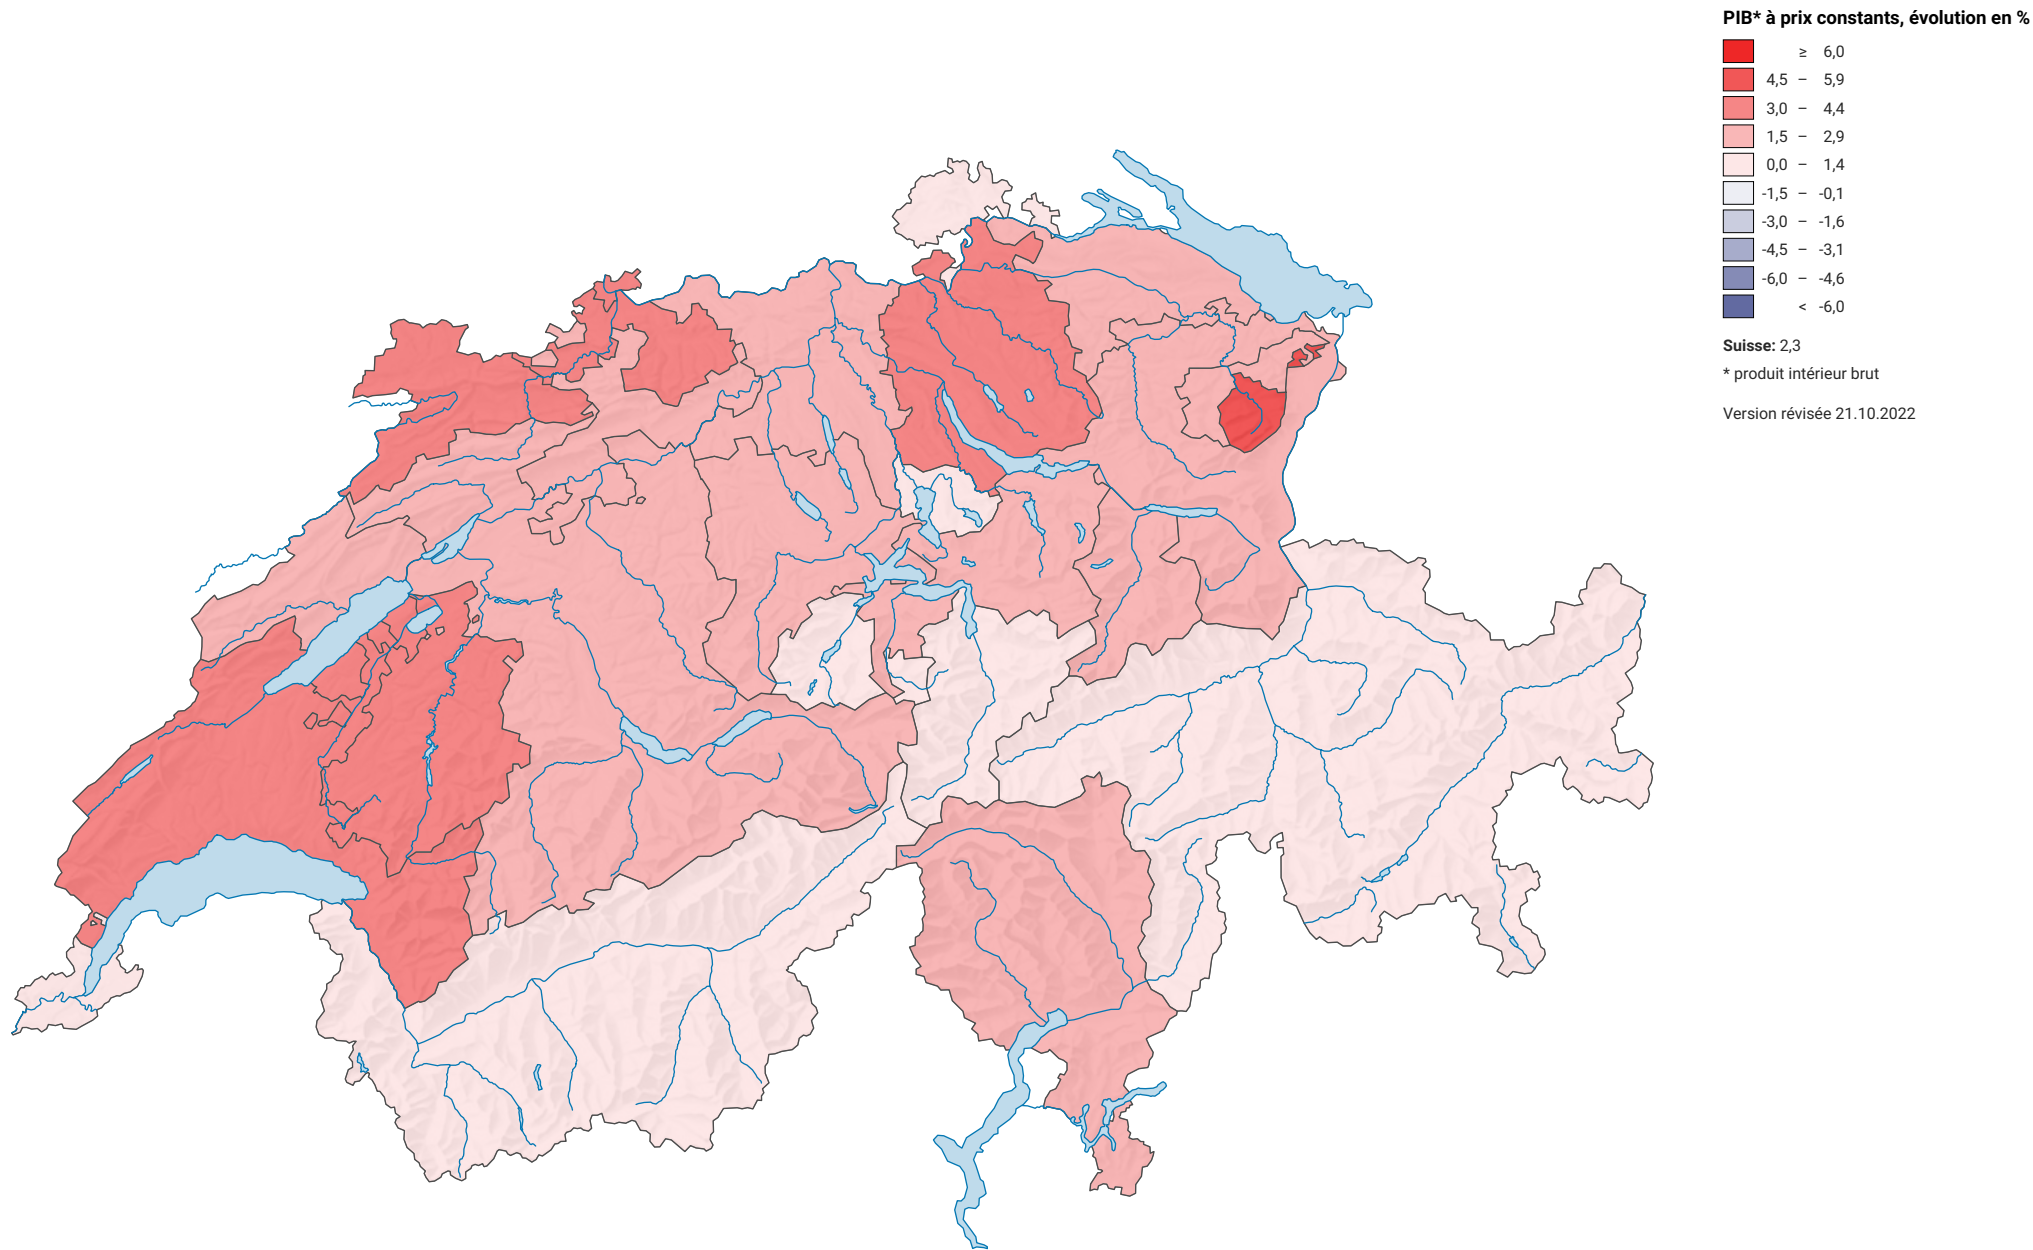 PIB* à prix constants, évolution en %
≥ 6,0
4,5 – 5,9
3,0 – 4,4
1,5 – 2,9
0,0 – 1,4
-1,5 – -0,1
-3,0 – -1,6
-4,5 – -3,1
-6,0 – -4,6
< -6,0
Suisse: 2,3
* produit intérieur brut
Version révisée 21.10.2022